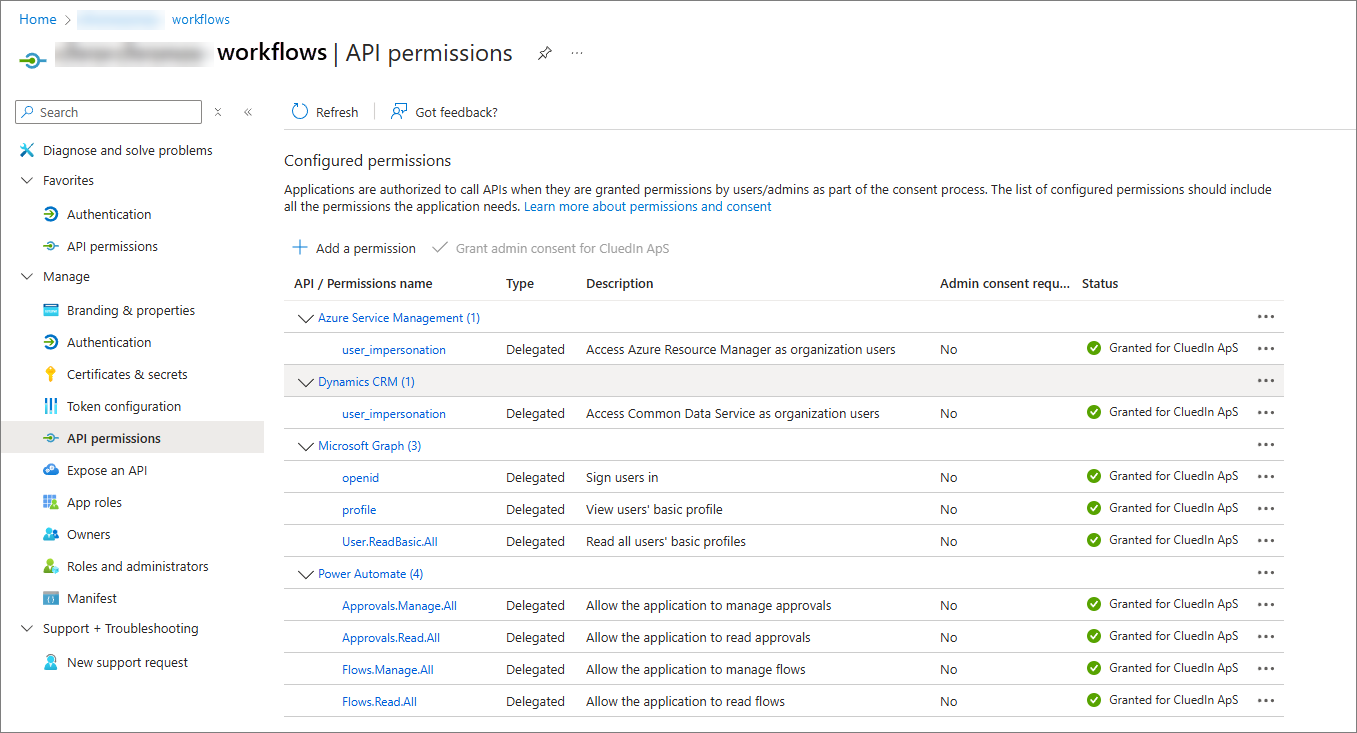 Home workflows
workflows | API permissions
Search
Refresh
Got feedback?
Diagnose and solve problems
Favorites
Authentication
API permissions
Manage
Branding & properties
Authentication
Certificates & secrets
Token configuration
API permissions
Expose an API
App roles
Owners
Roles and administrators
Manifest
Support + Troubleshooting
New support request
Configured permissions
Applications are authorized to call APIs when they are granted permissions by users/admins as part of the consent process. The list of configured permissions should include
all the permissions the application needs. Learn more about permissions and consent
Add a permission Grant admin consent for CluedIn ApS
API / Permissions name Type Description Admin consent requ... Status
Azure Service Management (1)
user_impersonation Delegated Access Azure Resource Manager as organization users No Granted for CluedIn ApS
Dynamics CRM (1)
user_impersonation Delegated Access Common Data Service as organization users No Granted for CluedIn ApS
Microsoft Graph (3)
openid Delegated Sign users in No Granted for CluedIn ApS
profile Delegated View users' basic profile No Granted for CluedIn ApS
User.ReadBasic.All Delegated Read all users' basic profiles No Granted for CluedIn ApS
Power Automate (4)
Approvals.Manage.All Delegated Allow the application to manage approvals No Granted for CluedIn ApS
Approvals.Read.All Delegated Allow the application to read approvals No Granted for CluedIn ApS
Flows.Manage.All Delegated Allow the application to manage flows No Granted for CluedIn ApS
Flows.Read.All Delegated Allow the application to read flows No Granted for CluedIn ApS